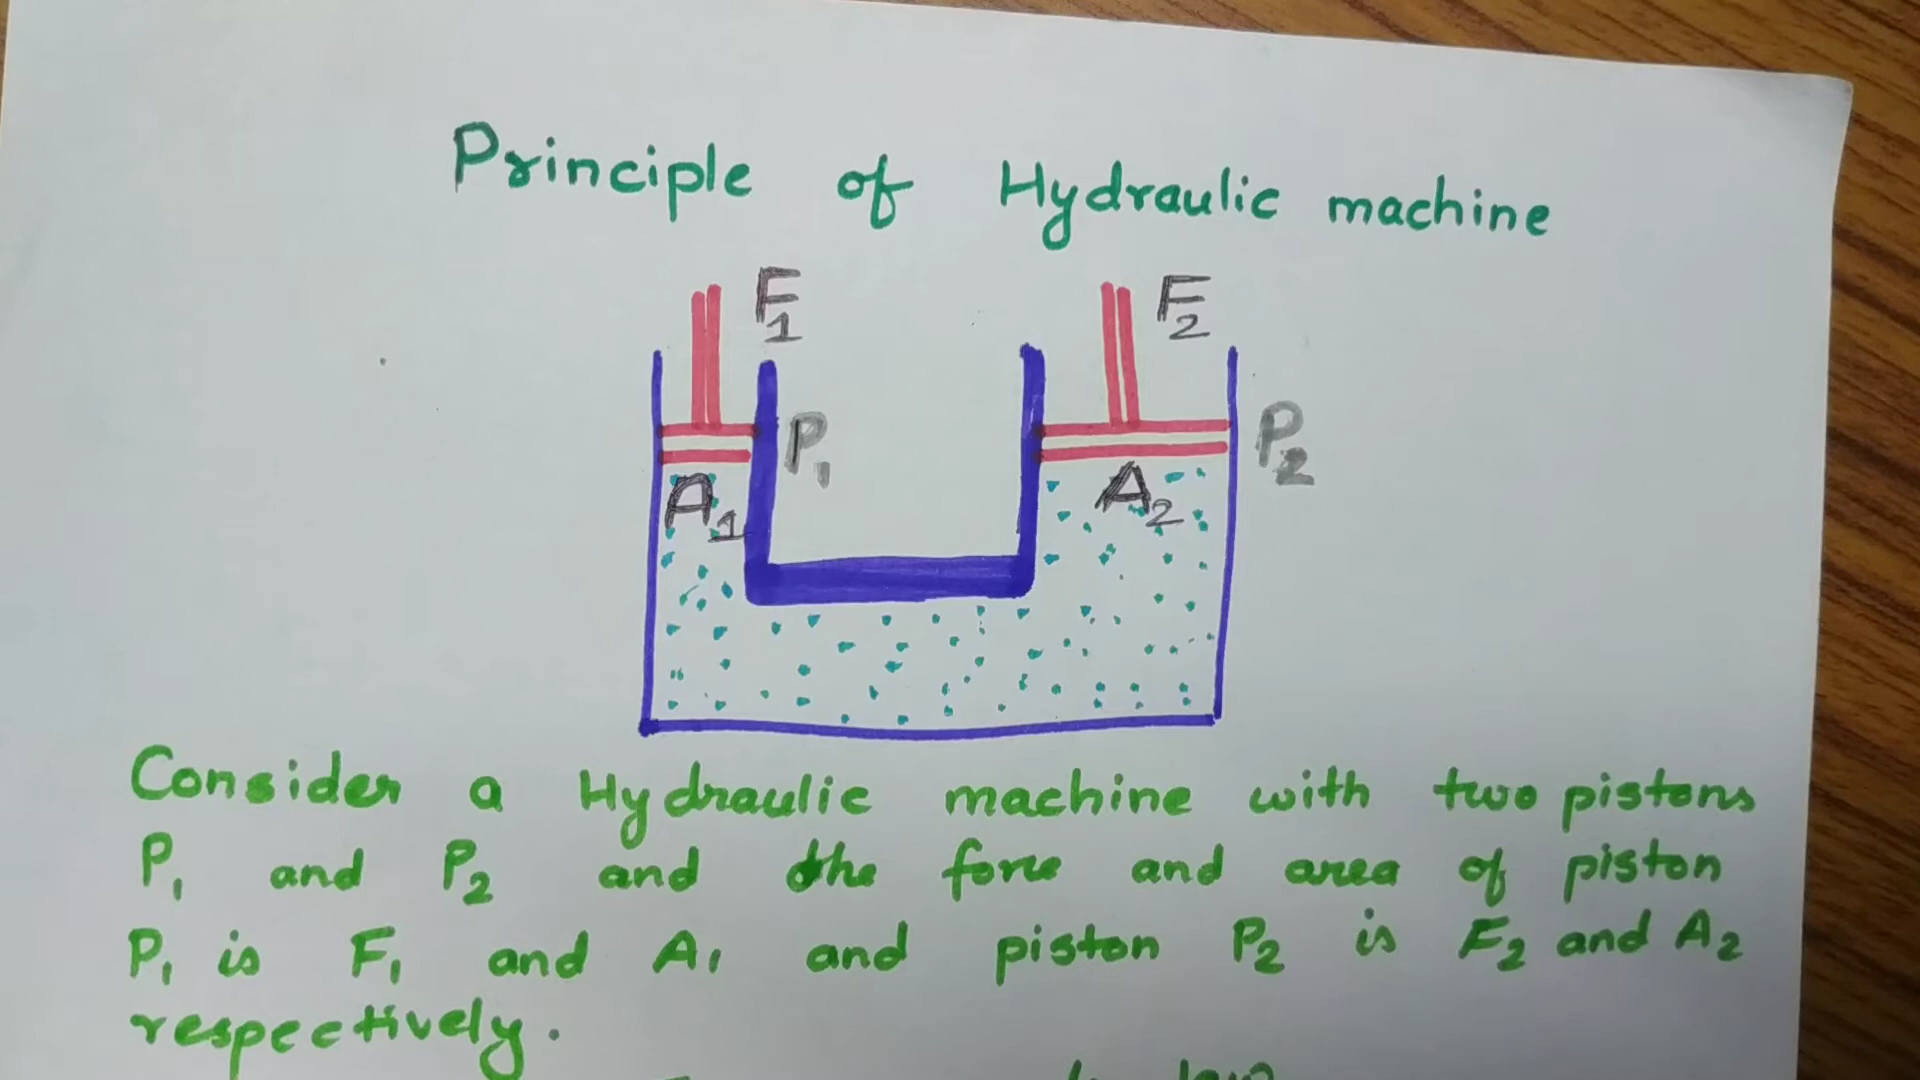 Principle of Hydraulic machine
F1 F2
P1 P2
A1 A2
Consider a Hydraulic machine with two pistons
P1 and P2 and the force and area of piston
P1 is F1 and A1 and piston P2 is F2 and A2
respectively.